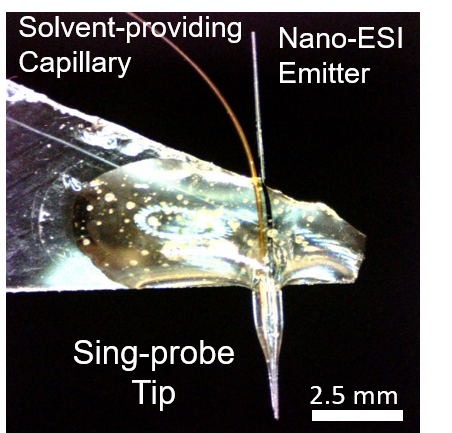 Solvent-providing
Capillary
Nano-ESI
Emitter
Sing-probe
Tip
2.5 mm